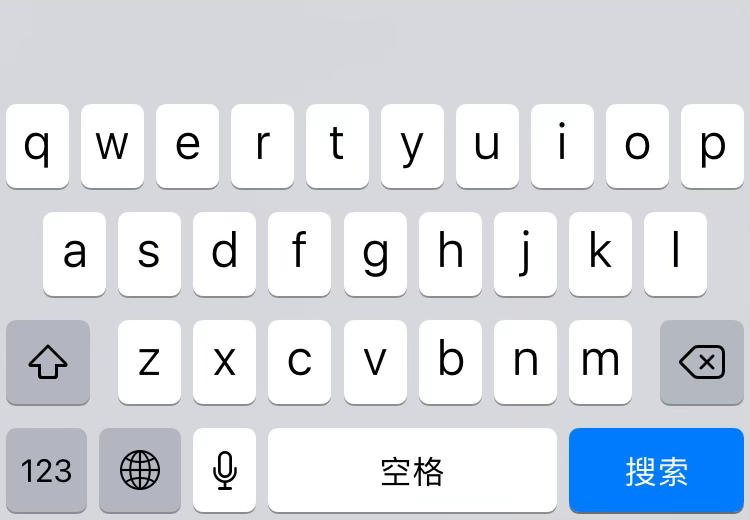 q w e r t y u i o p
a s d f g h j k l
z x c v b n m
123 空格 搜索